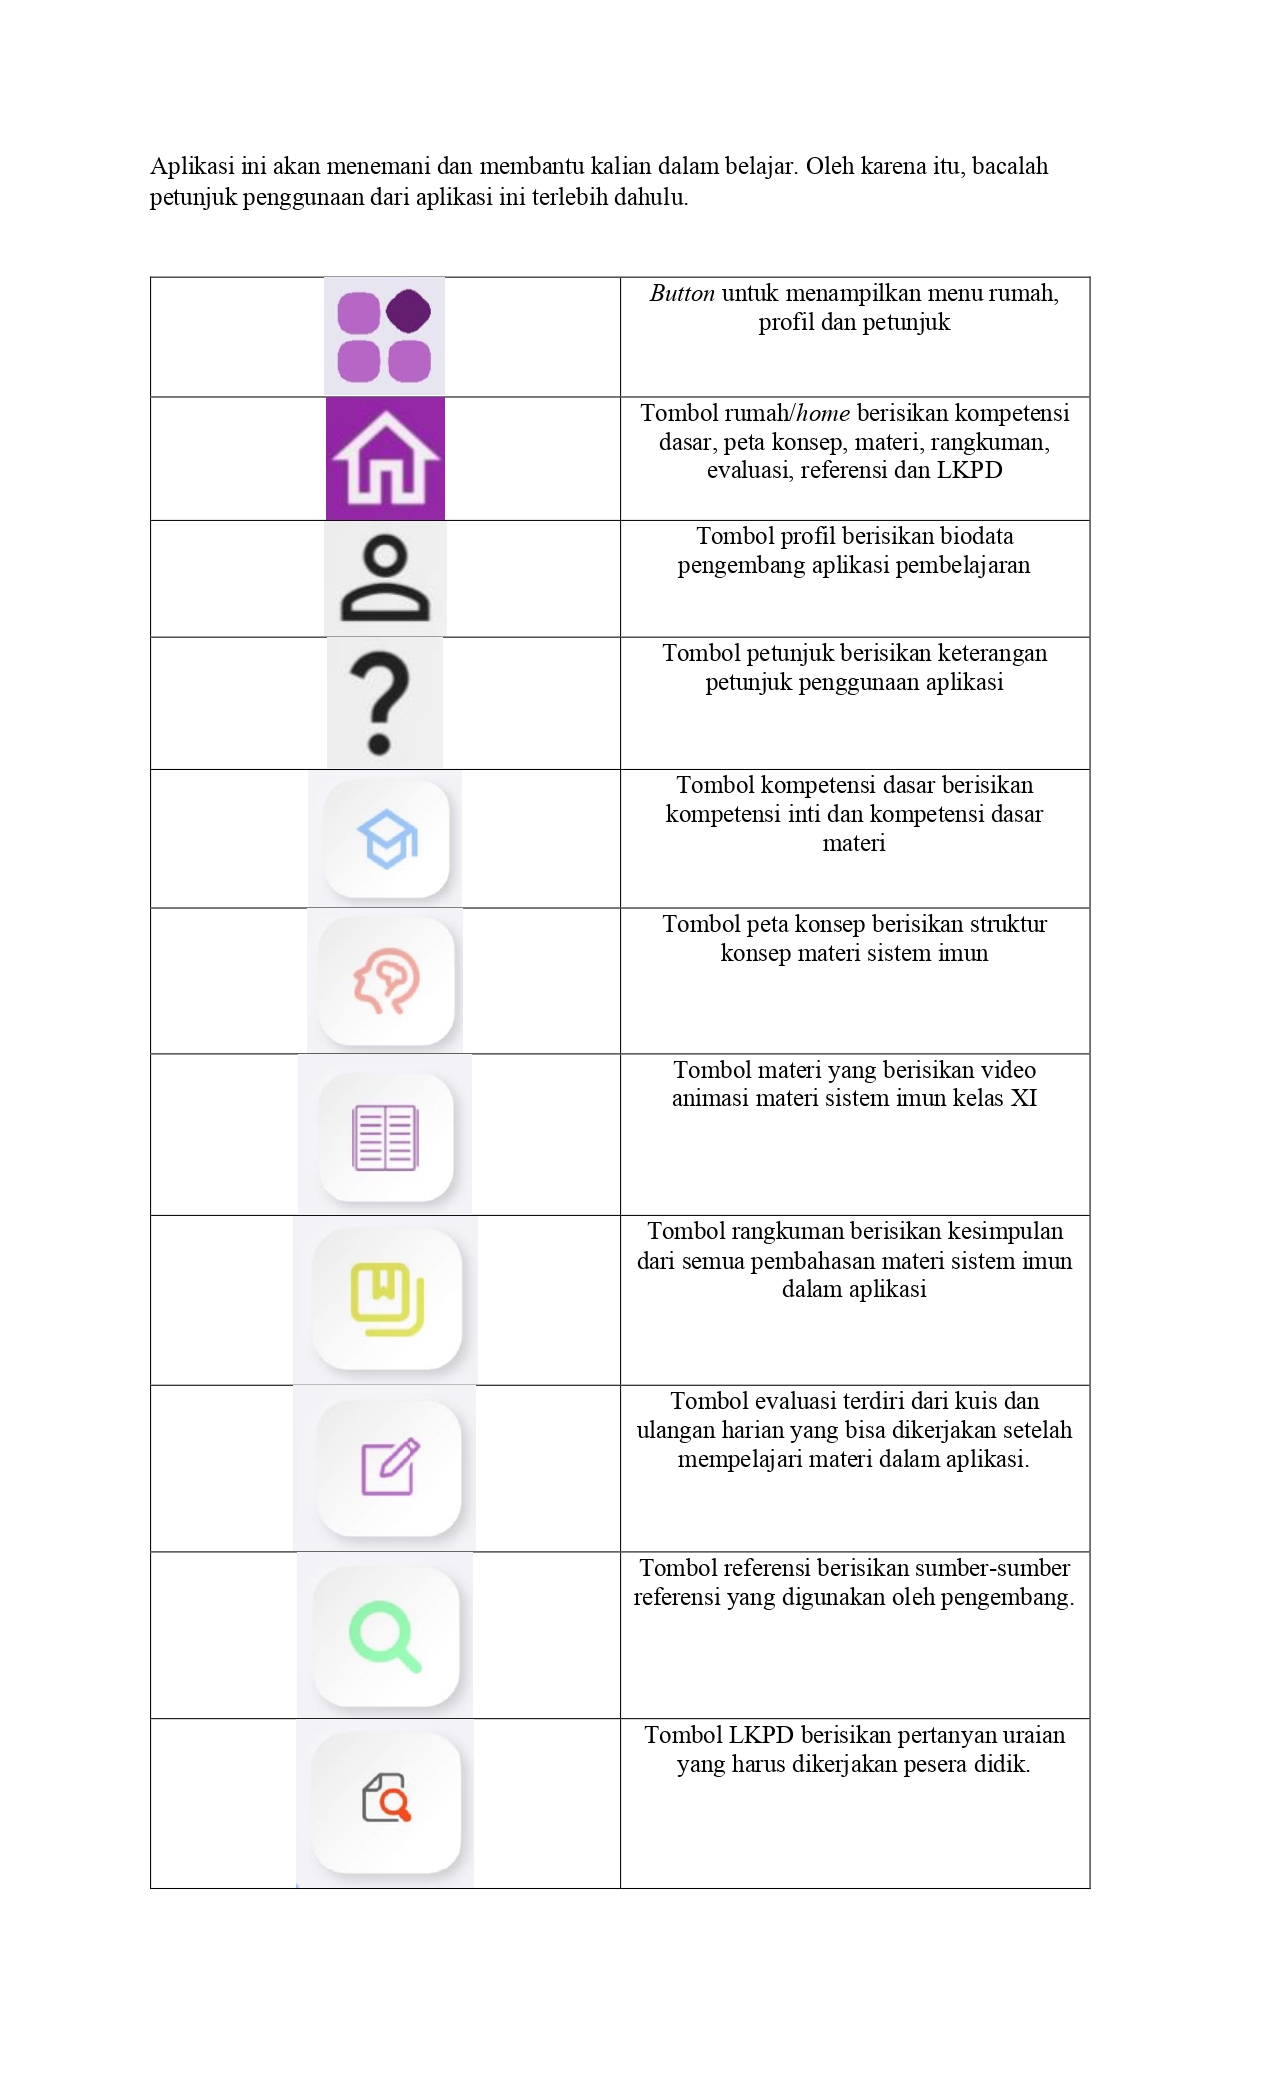 Aplikasi ini akan menemani dan membantu kalian dalam belajar. Oleh karena itu, bacalah
petunjuk penggunaan dari aplikasi ini terlebih dahulu.
Button untuk menampilkan menu rumah,
profil dan petunjuk
Tombol rumah/home berisikan kompetensi
dasar, peta konsep, materi, rangkuman,
evaluasi, referensi dan LKPD
Tombol profil berisikan biodata
pengembang aplikasi pembelajaran
Tombol petunjuk berisikan keterangan
petunjuk penggunaan aplikasi
Tombol kompetensi dasar berisikan
kompetensi inti dan kompetensi dasar
materi
Tombol peta konsep berisikan struktur
konsep materi sistem imun
Tombol materi yang berisikan video
animasi materi sistem imun kelas XI
Tombol rangkuman berisikan kesimpulan
dari semua pembahasan materi sistem imun
dalam aplikasi
Tombol evaluasi terdiri dari kuis dan
ulangan harian yang bisa dikerjakan setelah
mempelajari materi dalam aplikasi.
Tombol referensi berisikan sumber-sumber
referensi yang digunakan oleh pengembang.
Tombol LKPD berisikan pertanyan uraian
yang harus dikerjakan pesera didik.